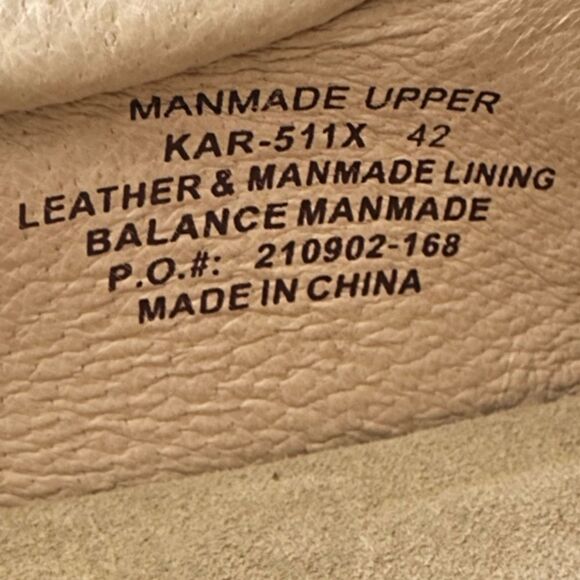 MANMADE UPPER
KAR-511X 42
LEATHER & MANMADE LINING
BALANCE MANMADE
P.O.#: 210902-168
MADE IN CHINA